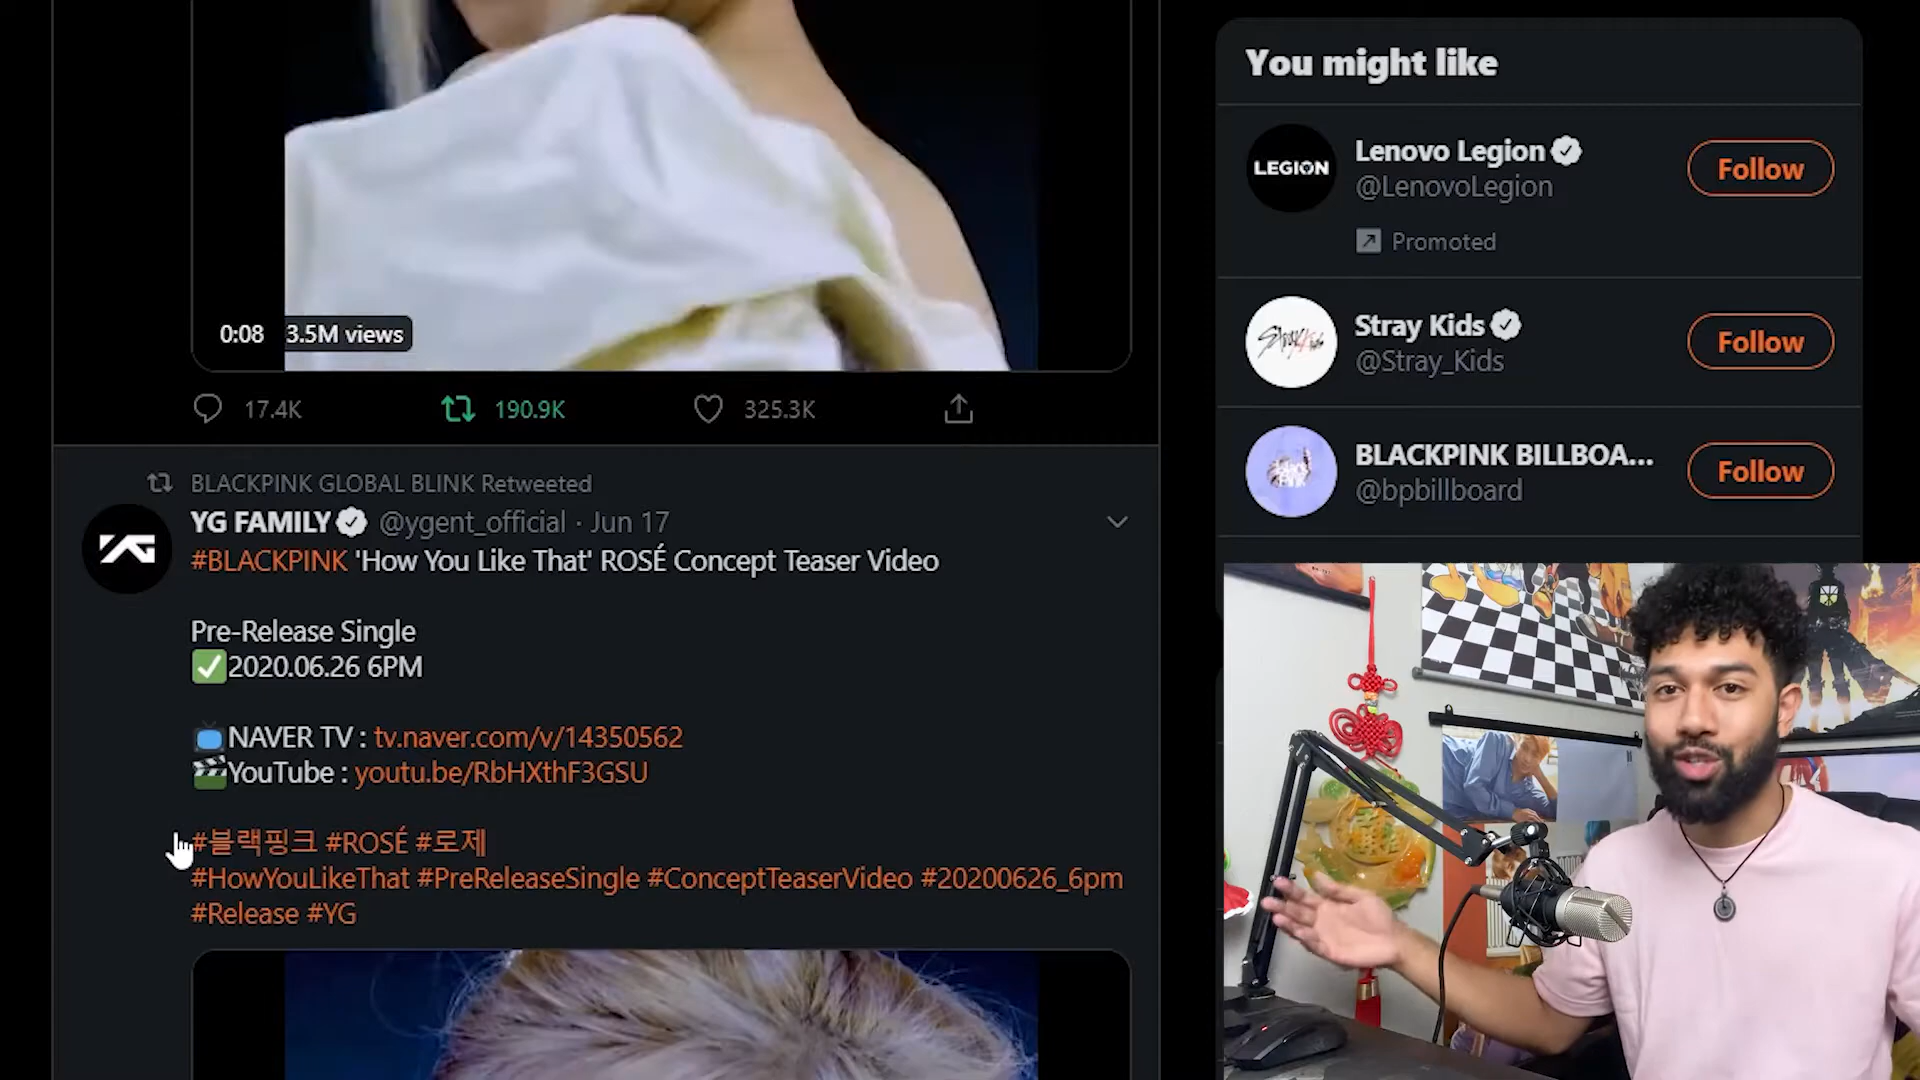 0:08 3.5M views
17.4K 190.9K 325.3K
BLACKPINK GLOBAL BLINK Retweeted
YG FAMILY @ygent_official · Jun 17
#BLACKPINK 'How You Like That' ROSÉ Concept Teaser Video
Pre-Release Single
✅2020.06.26 6PM
NAVER TV : tv.naver.com/v/14350562
YouTube : youtu.be/RbHXthF3GSU
#블랙핑크 #ROSÉ #로제
#HowYouLikeThat #PreReleaseSingle #ConceptTeaserVideo #20200626_6pm
#Release #YG
You might like
LEGION
Lenovo Legion
@LenovoLegion
Follow
Promoted
Stray Kids
Stray Kids
@Stray_Kids
Follow
BLACKPINK BILLBOA...
@bpbillboard
Follow